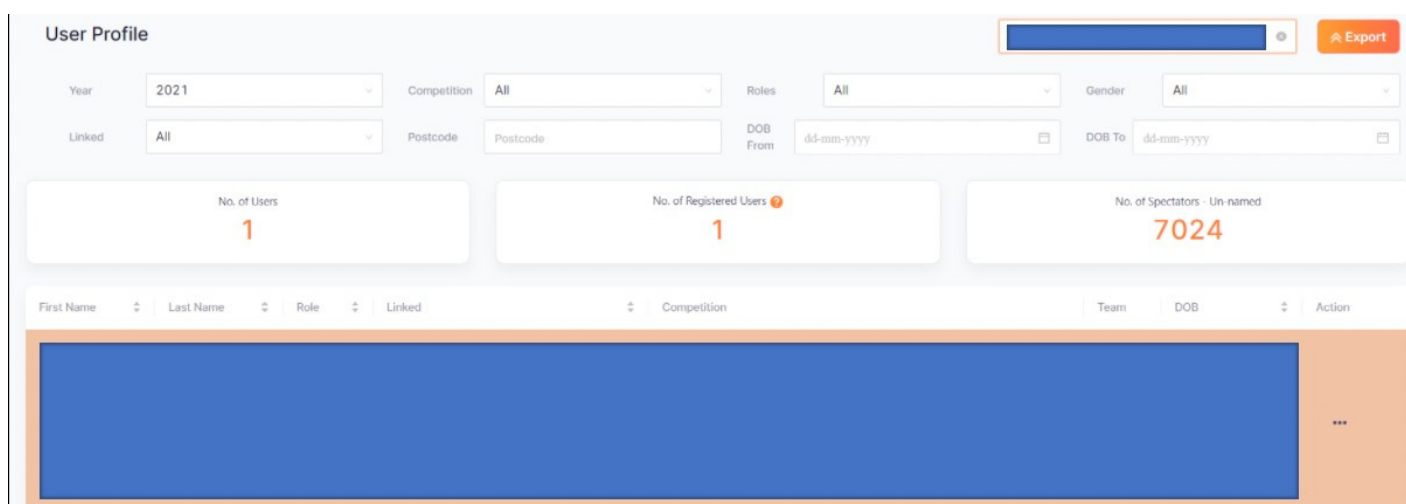 User Profile
Export
Year 2021 Competition All Roles All Gender All
Linked All Postcode Postcode DOB From dd-mm-yyyy DOB To dd-mm-yyyy
No. of Users No. of Registered Users ? No. of Spectators - Un-named
1 1 7024
First Name Last Name Role Linked Competition Team DOB Action